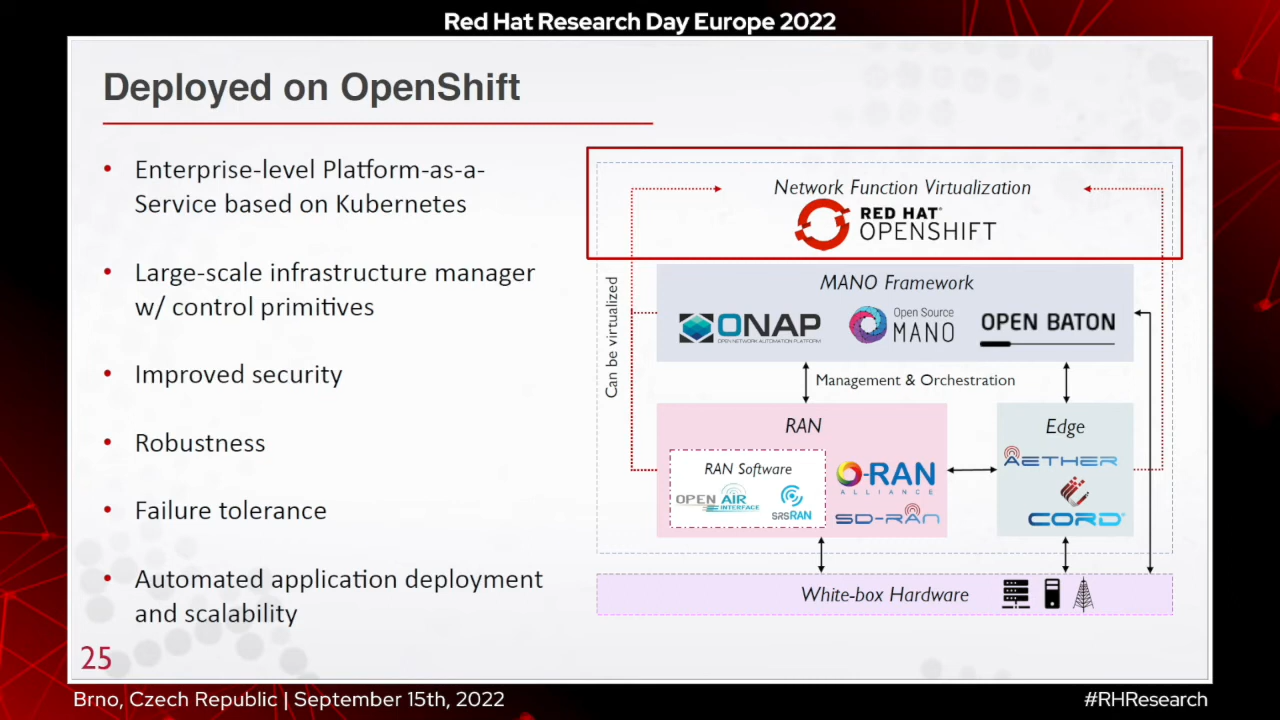 Red Hat Research Day Europe 2022
Deployed on OpenShift
• Enterprise-level Platform-as-a-
Service based on Kubernetes
• Large-scale infrastructure manager
w/ control primitives
• Improved security
• Robustness
• Failure tolerance
• Automated application deployment
and scalability
25
Network Function Virtualization
RED HAT®
OPENSHIFT
Can be virtualized
MANO Framework
ONAP
OPEN NETWORK AUTOMATION PLATFORM
Open Source
MANO
OPEN BATON
Management & Orchestration
RAN
RAN Software
OPEN AIR
INTERFACE
SRSRAN
O-RAN
ALLIANCE
SD-RAN
Edge
AETHER
CORD
White-box Hardware
Brno, Czech Republic | September 15th, 2022
#RHResearch